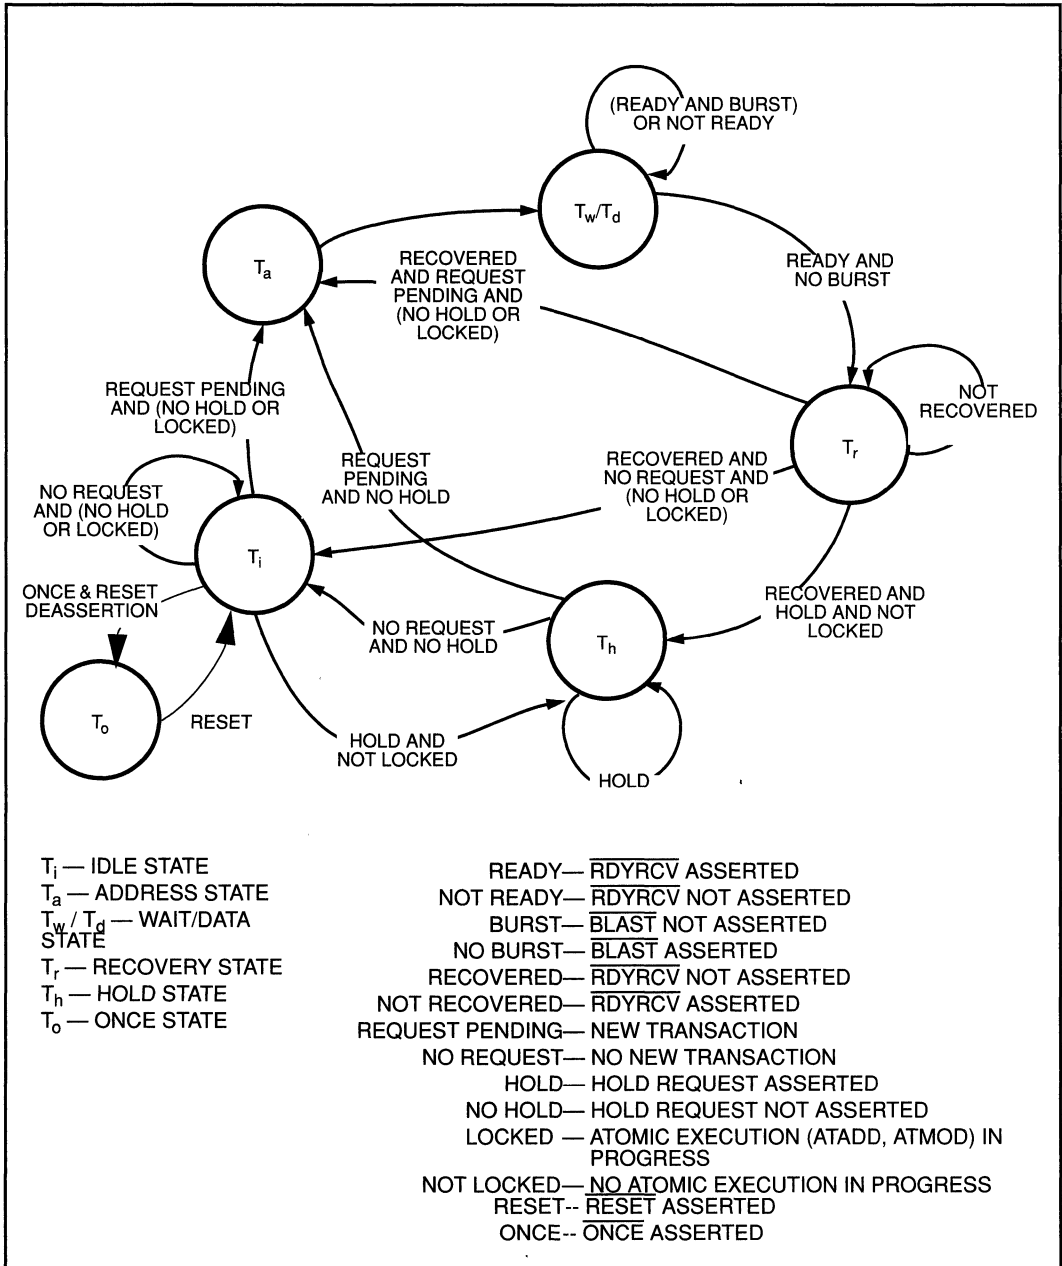 (READY AND BURST)
OR NOT READY
Tw/Td
Ta
RECOVERED
AND REQUEST
PENDING AND
(NO HOLD OR
LOCKED)
READY AND
NO BURST
REQUEST PENDING
AND (NO HOLD OR
LOCKED)
NOT
RECOVERED
Tr
REQUEST
PENDING
AND NO HOLD
RECOVERED AND
NO REQUEST AND
(NO HOLD OR
LOCKED)
NO REQUEST
AND (NO HOLD
OR LOCKED)
Ti
ONCE & RESET
DEASSERTION
RECOVERED AND
HOLD AND NOT
LOCKED
NO REQUEST
AND NO HOLD
Th
To
RESET
HOLD AND
NOT LOCKED
HOLD
Ti — IDLE STATE
Ta — ADDRESS STATE
Tw / Td — WAIT/DATA
STATE
Tr — RECOVERY STATE
Th — HOLD STATE
To — ONCE STATE
READY— RDYRCV ASSERTED
NOT READY— RDYRCV NOT ASSERTED
BURST— BLAST NOT ASSERTED
NO BURST— BLAST ASSERTED
RECOVERED— RDYRCV NOT ASSERTED
NOT RECOVERED— RDYRCV ASSERTED
REQUEST PENDING— NEW TRANSACTION
NO REQUEST— NO NEW TRANSACTION
HOLD— HOLD REQUEST ASSERTED
NO HOLD— HOLD REQUEST NOT ASSERTED
LOCKED — ATOMIC EXECUTION (ATADD, ATMOD) IN
PROGRESS
NOT LOCKED— NO ATOMIC EXECUTION IN PROGRESS
RESET-- RESET ASSERTED
ONCE-- ONCE ASSERTED